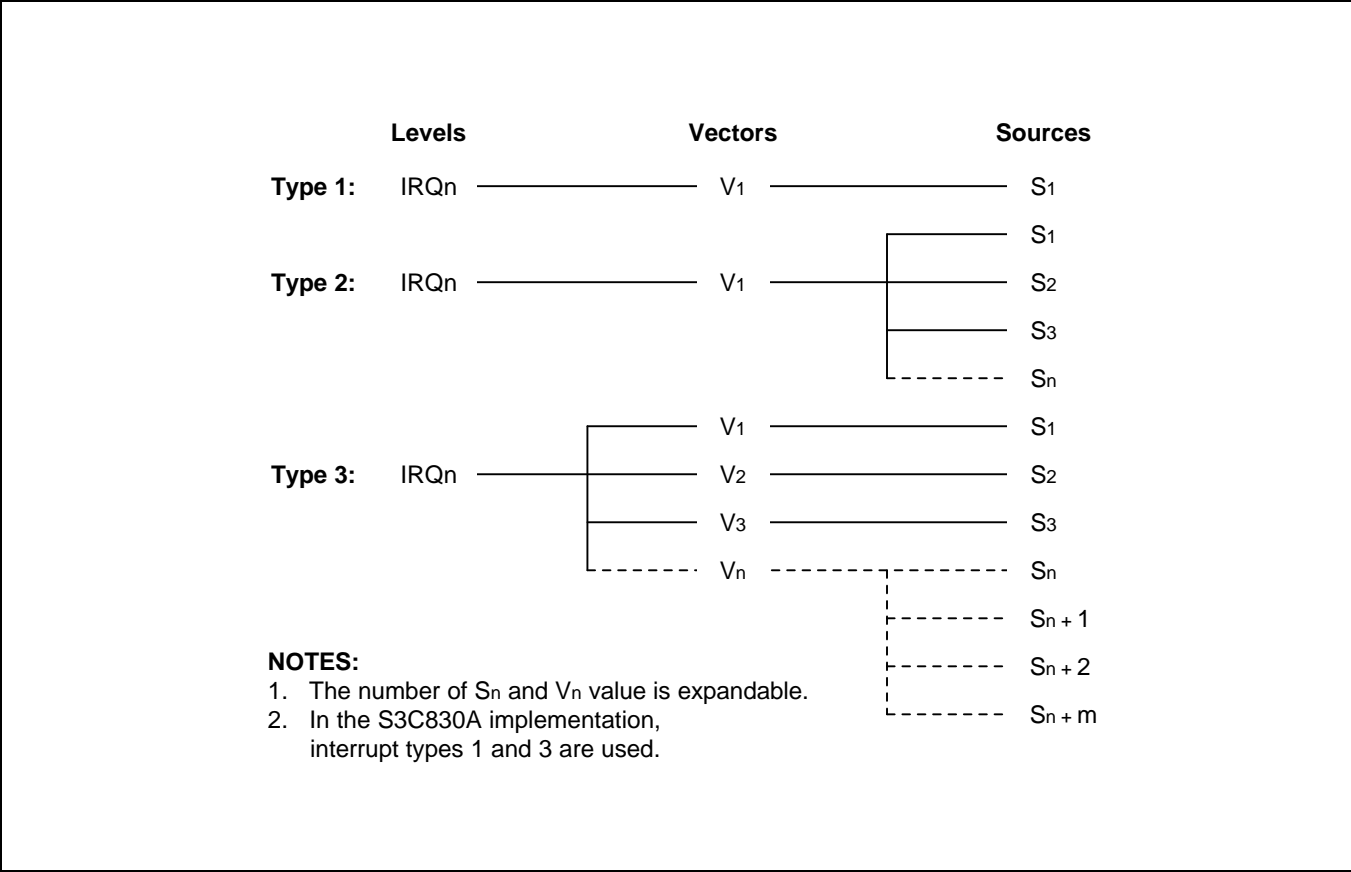 Levels Vectors Sources
Type 1: IRQn V1 S1
S1
Type 2: IRQn V1 S2
S3
Sn
V1 S1
Type 3: IRQn V2 S2
V3 S3
Vn Sn
Sn + 1
Sn + 2
Sn + m
NOTES:
1. The number of Sn and Vn value is expandable.
2. In the S3C830A implementation,
interrupt types 1 and 3 are used.